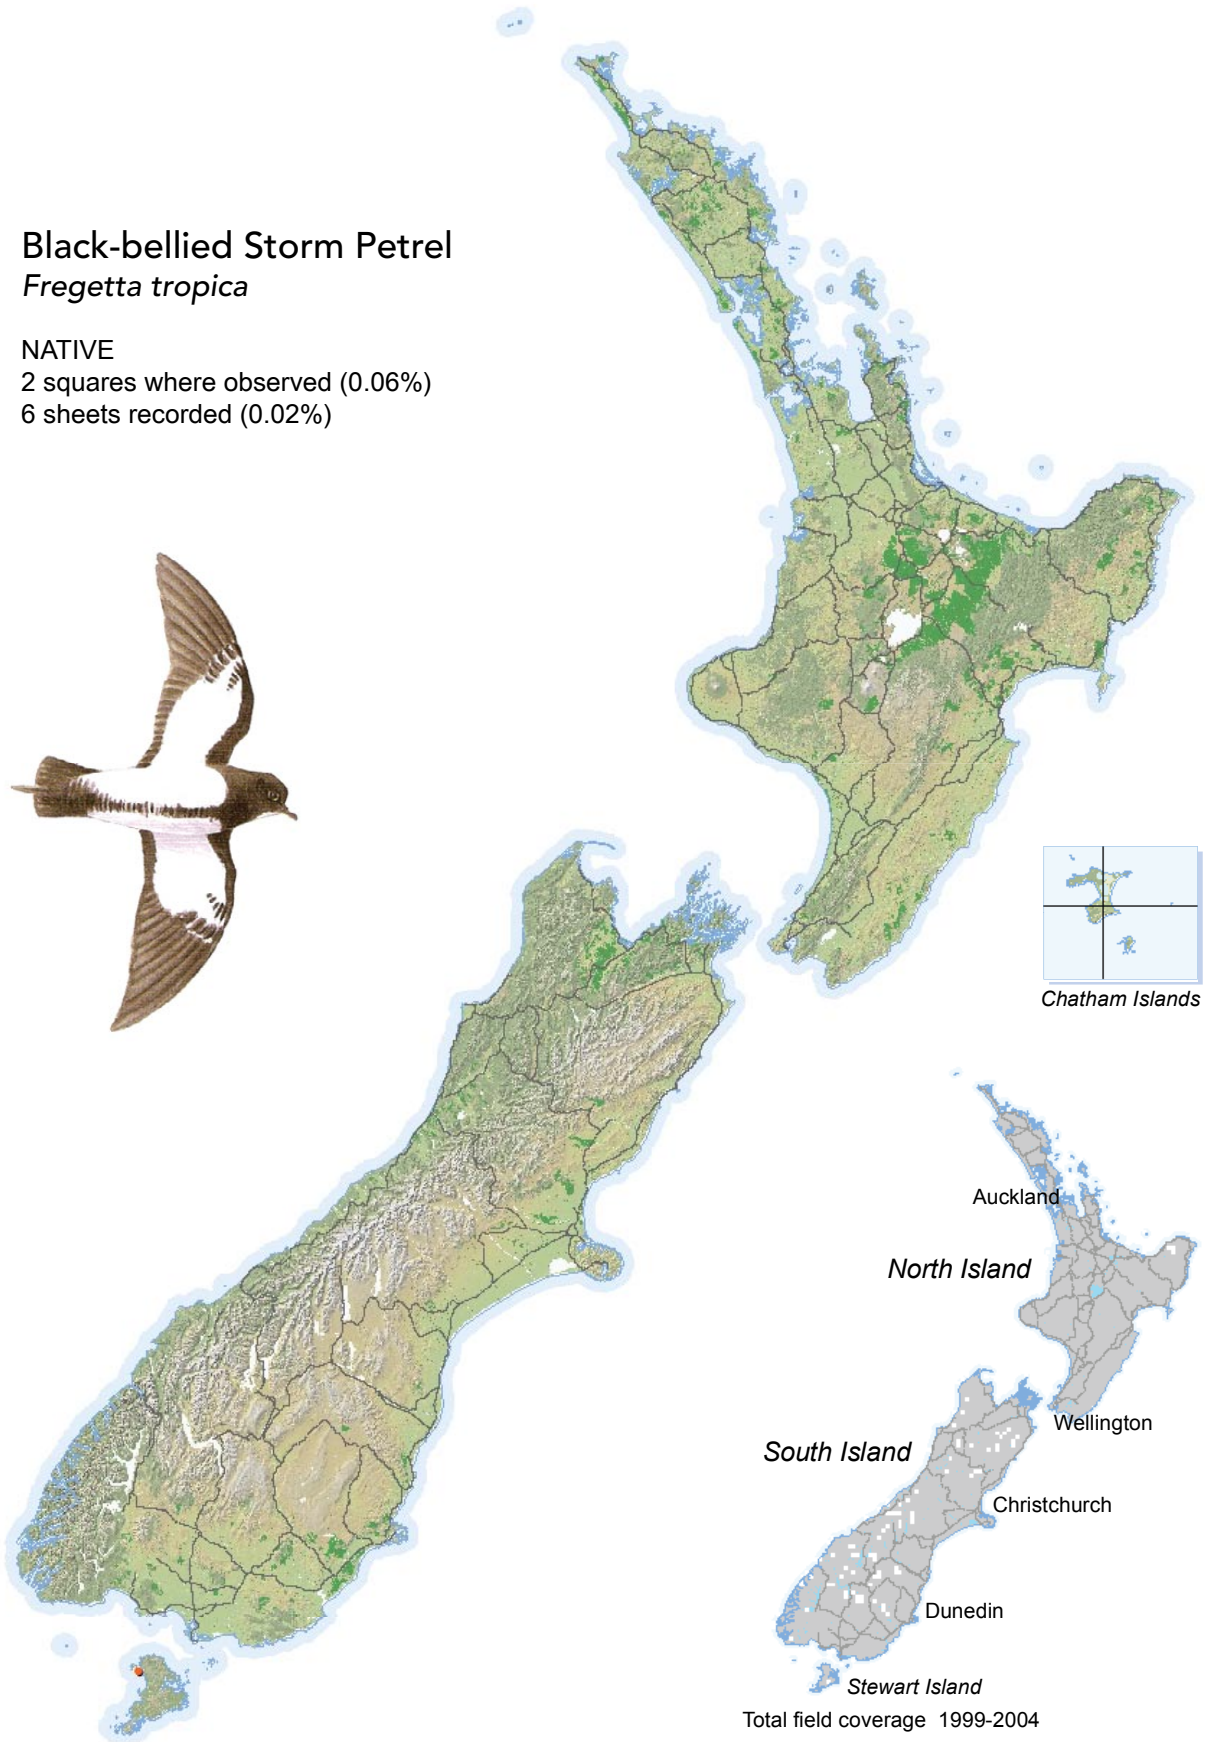 Black-bellied Storm Petrel
Fregetta tropica
NATIVE
2 squares where observed (0.06%)
6 sheets recorded (0.02%)
Chatham Islands
Auckland
North Island
Wellington
South Island
Christchurch
Dunedin
Stewart Island
Total field coverage 1999-2004